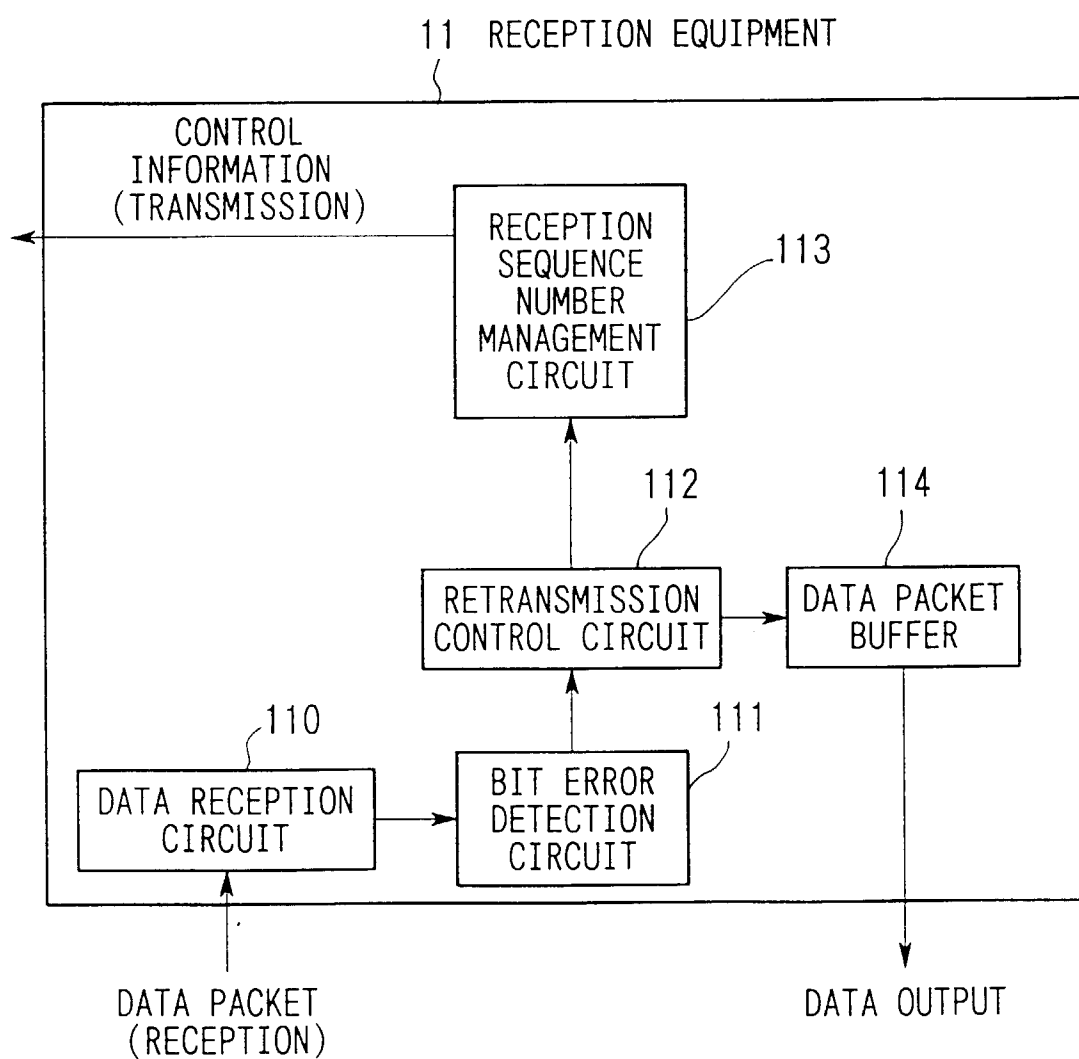 11 RECEPTION EQUIPMENT
CONTROL
INFORMATION
(TRANSMISSION)
RECEPTION
SEQUENCE
NUMBER
MANAGEMENT
CIRCUIT
113
112
114
RETRANSMISSION
CONTROL CIRCUIT
DATA PACKET
BUFFER
110
111
DATA RECEPTION
CIRCUIT
BIT ERROR
DETECTION
CIRCUIT
DATA PACKET
(RECEPTION)
DATA OUTPUT